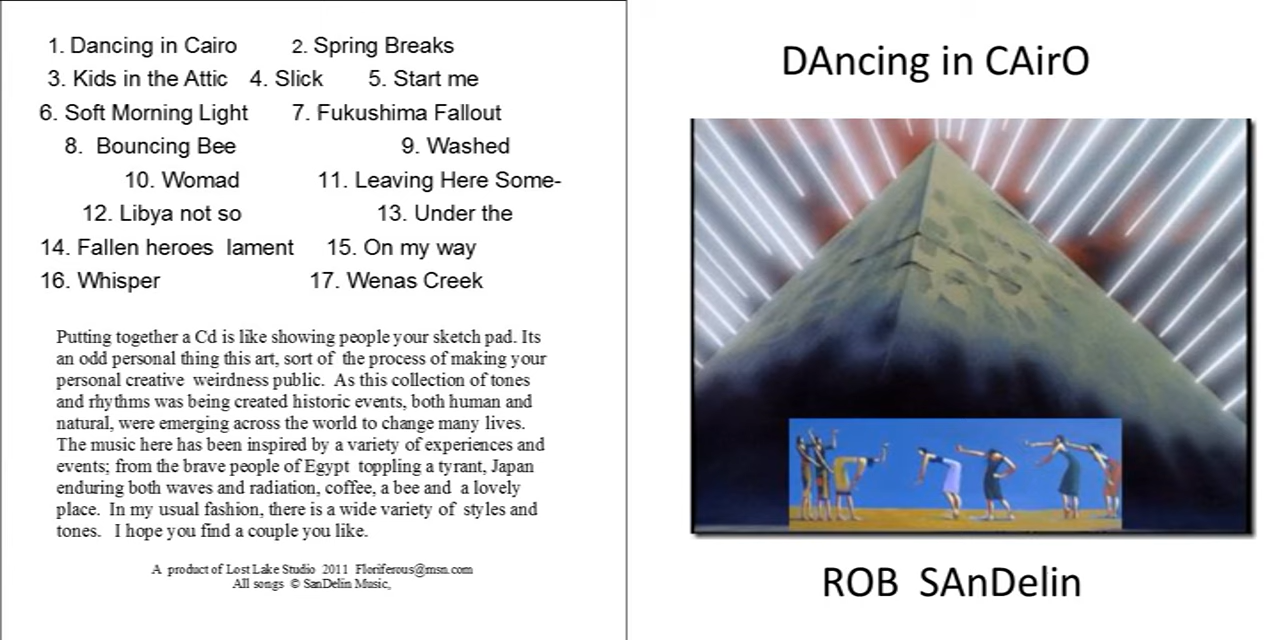 1. Dancing in Cairo 2. Spring Breaks
3. Kids in the Attic 4. Slick 5. Start me
6. Soft Morning Light 7. Fukushima Fallout
8. Bouncing Bee 9. Washed
10. Womad 11. Leaving Here Some-
12. Libya not so 13. Under the
14. Fallen heroes lament 15. On my way
16. Whisper 17. Wenas Creek
Putting together a Cd is like showing people your sketch pad. Its
an odd personal thing this art, sort of the process of making your
personal creative weirdness public. As this collection of tones
and rhythms was being created historic events, both human and
natural, were emerging across the world to change many lives.
The music here has been inspired by a variety of experiences and
events; from the brave people of Egypt toppling a tyrant, Japan
enduring both waves and radiation, coffee, a bee and a lovely
place. In my usual fashion, there is a wide variety of styles and
tones. I hope you find a couple you like.
A product of Lost Lake Studio 2011 Floriferous@msn.com
All songs © SanDelin Music,
DAncing in CAirO
ROB SAnDelin